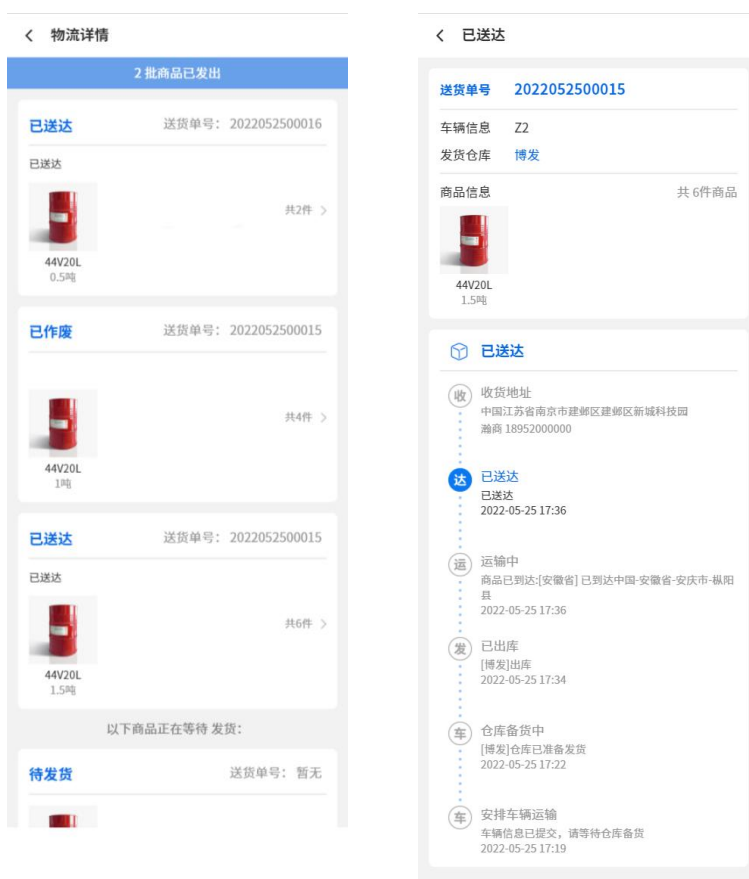 物流详情
2 批商品已发出
已送达 送货单号: 2022052500016
已送达
共2件
44V20L
0.5吨
已作废 送货单号: 2022052500015
共4件
44V20L
1吨
已送达 送货单号: 2022052500015
已送达
共6件
44V20L
1.5吨
以下商品正在等待 发货:
待发货 送货单号: 暂无
已送达
送货单号 2022052500015
车辆信息 Z2
发货仓库 博发
商品信息 共 6件商品
44V20L
1.5吨
已送达
收 收货地址
中国江苏省南京市建邺区建邺区新城科技园
瀚商 18952000000
达 已送达
已送达
2022-05-25 17:36
运 运输中
商品已到达:[安徽省] 已到达中国-安徽省-安庆市-枞阳
县
2022-05-25 17:36
发 已出库
[博发]出库
2022-05-25 17:34
车 仓库备货中
[博发]仓库已准备发货
2022-05-25 17:22
车 安排车辆运输
车辆信息已提交，请等待仓库备货
2022-05-25 17:19